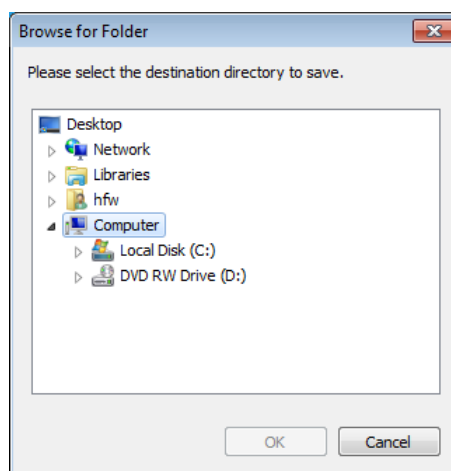 Browse for Folder
Please select the destination directory to save.
Desktop
Network
Libraries
hfw
Computer
Local Disk (C:)
DVD RW Drive (D:)
OK
Cancel